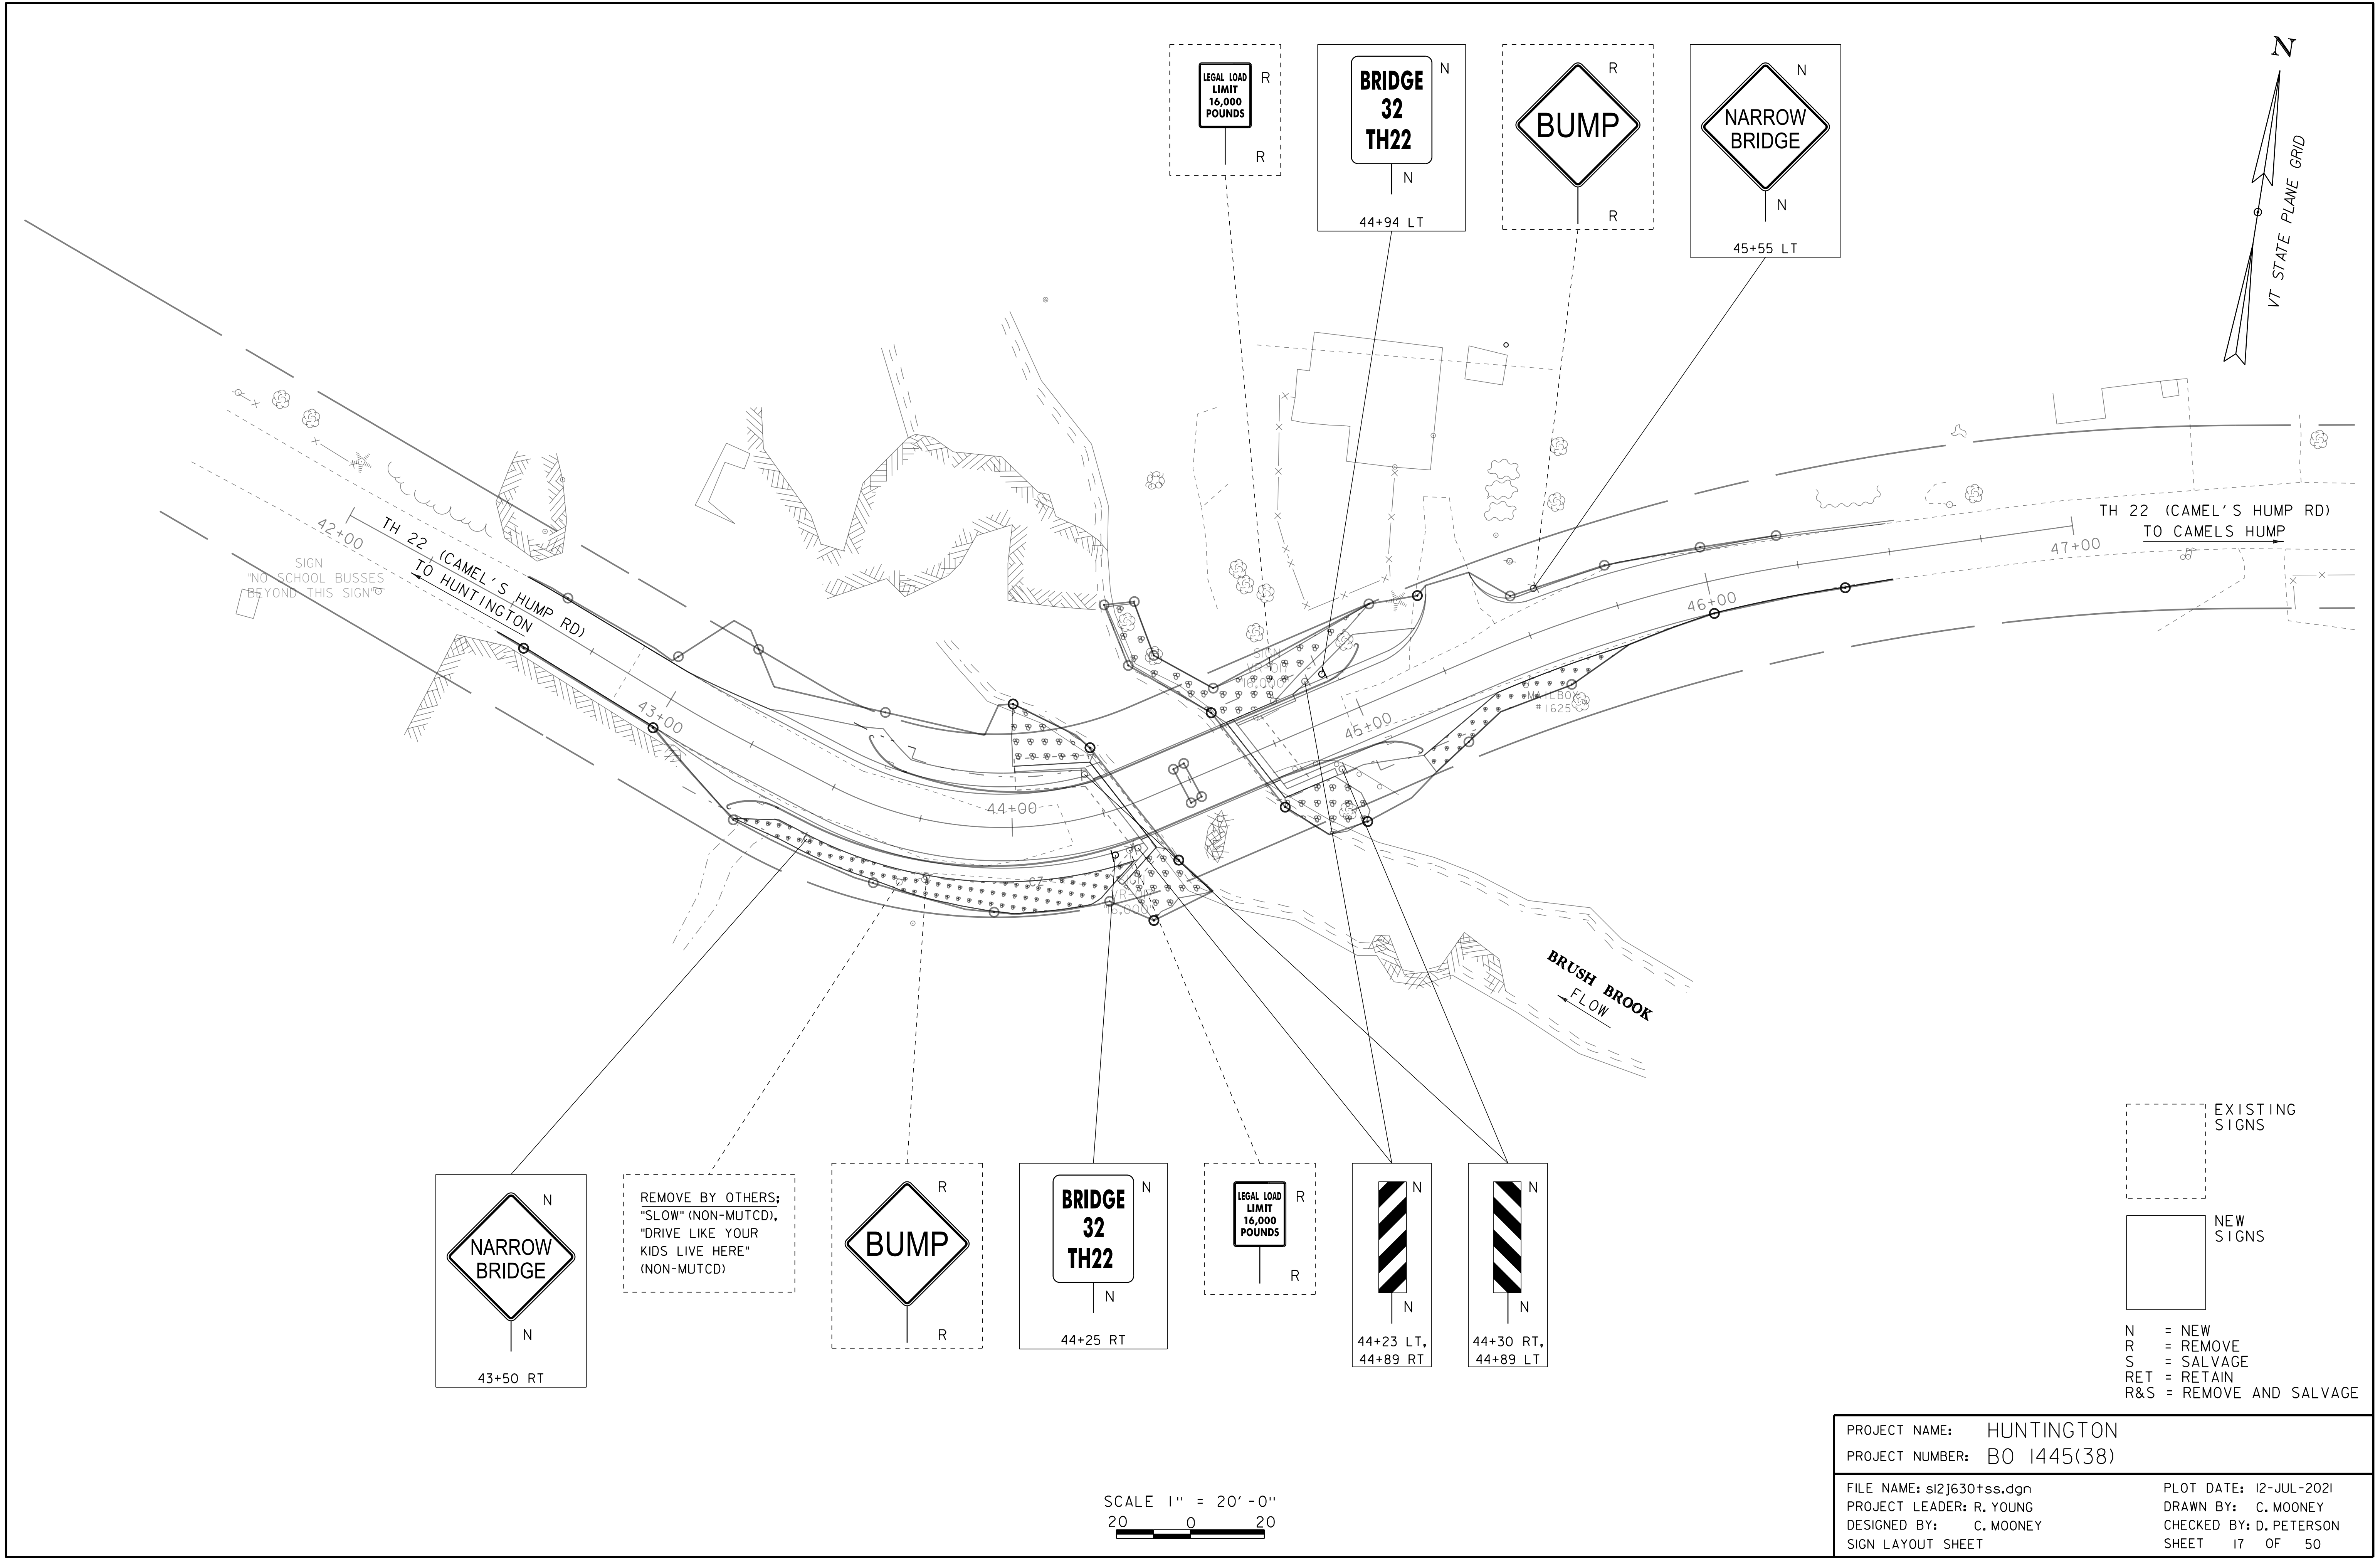 LEGAL LOAD
LIMIT
16,000
POUNDS
R
R
BRIDGE
32
TH22
N
N
44+94 LT
BUMP
R
R
NARROW
BRIDGE
N
N
45+55 LT
N
VT STATE PLANE GRID
42+00
TH 22 (CAMEL'S HUMP RD)
TO HUNTINGTON
SIGN
"NO SCHOOL BUSSES
BEYOND THIS SIGN"
43+00
44+00
45+00
46+00
47+00
TH 22 (CAMEL'S HUMP RD)
TO CAMELS HUMP
SIGN
MAILBOX
#1625
BRUSH BROOK
FLOW
NARROW
BRIDGE
N
N
43+50 RT
REMOVE BY OTHERS:
"SLOW" (NON-MUTCD),
"DRIVE LIKE YOUR
KIDS LIVE HERE"
(NON-MUTCD)
BUMP
R
R
BRIDGE
32
TH22
N
N
44+25 RT
LEGAL LOAD
LIMIT
16,000
POUNDS
R
R
N
N
44+23 LT,
44+89 RT
N
N
44+30 RT,
44+89 LT
EXISTING
SIGNS
NEW
SIGNS
N = NEW
R = REMOVE
S = SALVAGE
RET = RETAIN
R&S = REMOVE AND SALVAGE
SCALE 1" = 20'-0"
20 0 20
PROJECT NAME: HUNTINGTON
PROJECT NUMBER: BO 1445(38)
FILE NAME: s12j630tss.dgn
PLOT DATE: 12-JUL-2021
PROJECT LEADER: R. YOUNG
DRAWN BY: C. MOONEY
DESIGNED BY: C. MOONEY
CHECKED BY: D. PETERSON
SIGN LAYOUT SHEET
SHEET 17 OF 50